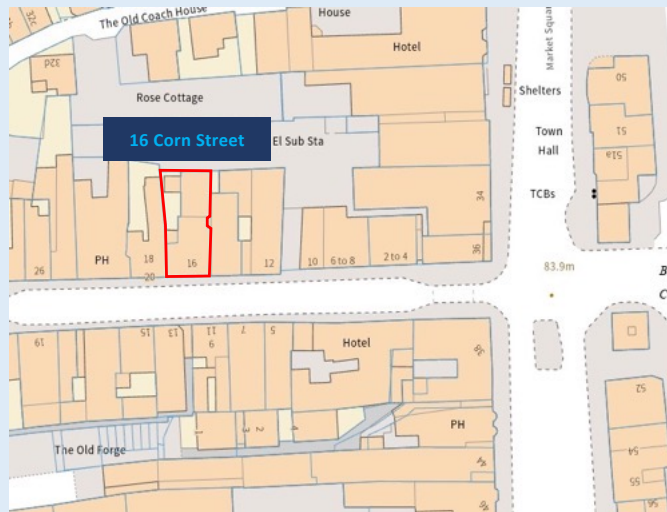 32c
The Old Coach House
House
Market Square
Hotel
32d
50
Shelters
Rose Cottage
16 Corn Street
El Sub Sta
Town
Hall
51
51a
TCBs
34
36
83.9m
B
C
26
PH
18
20
16
12
10
6 to 8
2 to 4
19
15
13
11
9
7
5
Hotel
38
52
The Old Forge
1
3
2
4
PH
54
55
56